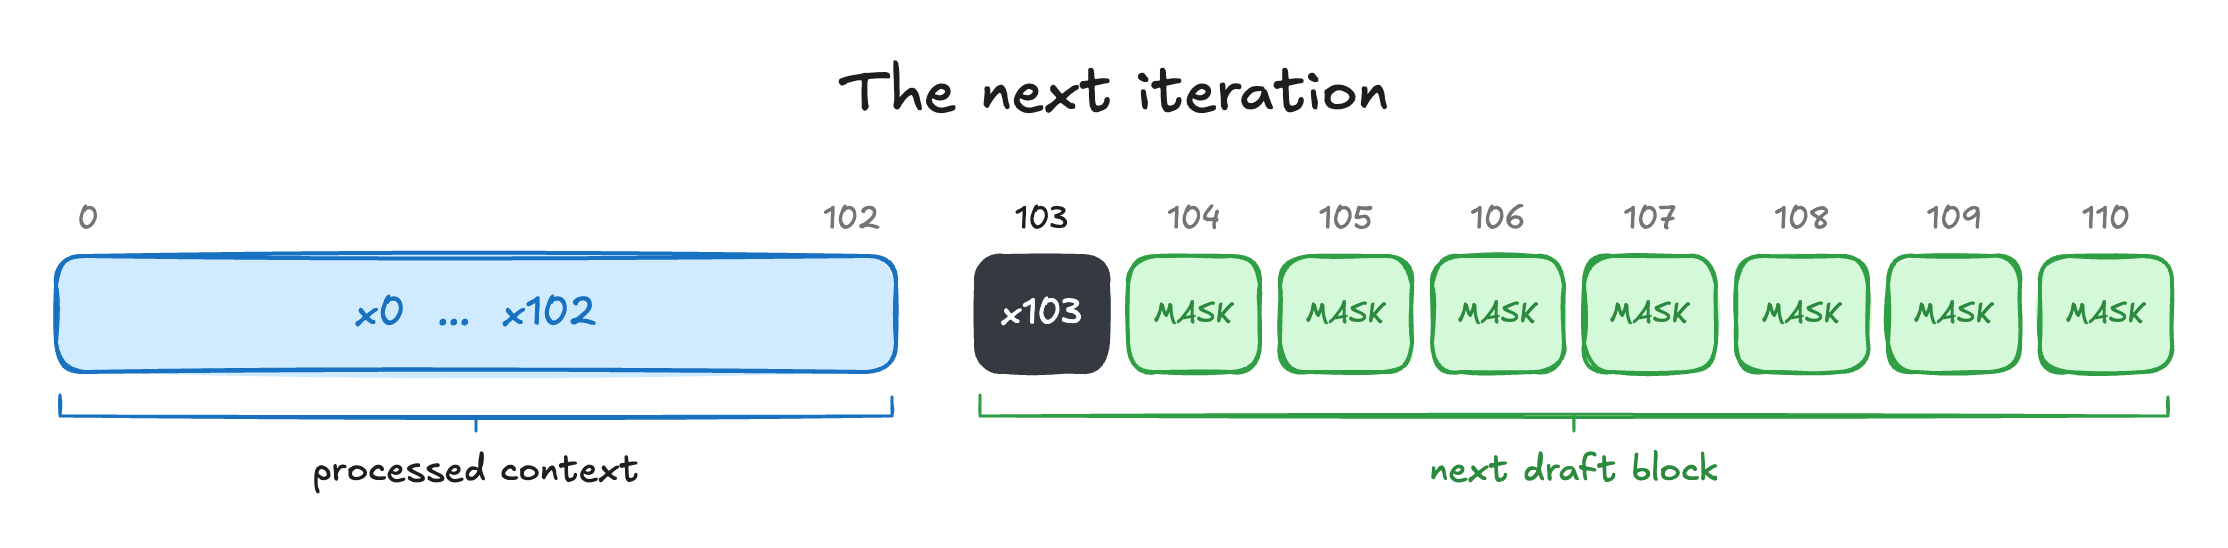 The next iteration
0 102 103 104 105 106 107 108 109 110
x0 ... x102 x103 MASK MASK MASK MASK MASK MASK MASK
processed context next draft block